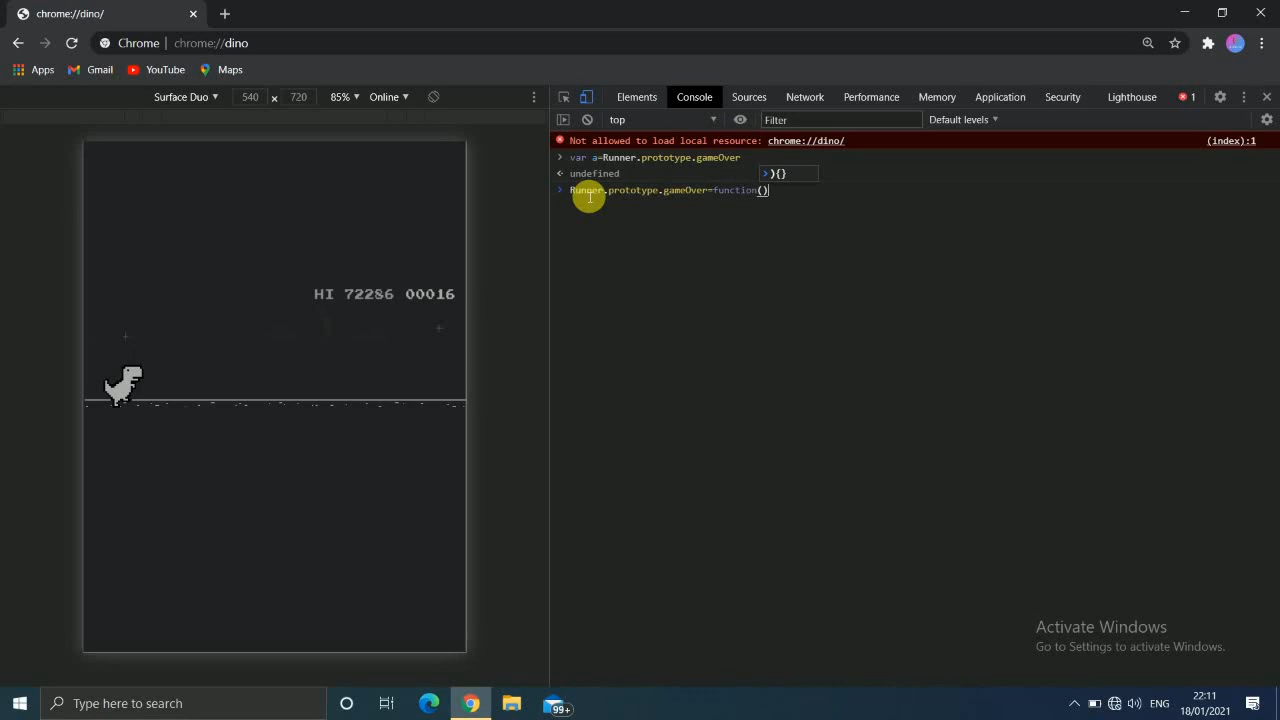 chrome://dino/
Chrome | chrome://dino
Apps Gmail YouTube Maps
Surface Duo 540 x 720 85% Online
Elements Console Sources Network Performance Memory Application Security Lighthouse 1
top Filter Default levels
Not allowed to load local resource: chrome://dino/ (index):1
var a=Runner.prototype.gameOver
undefined
){}
Runner.prototype.gameOver=function()
HI 72286 00016
Activate Windows
Go to Settings to activate Windows.
Type here to search
99+
ENG
22:11
18/01/2021